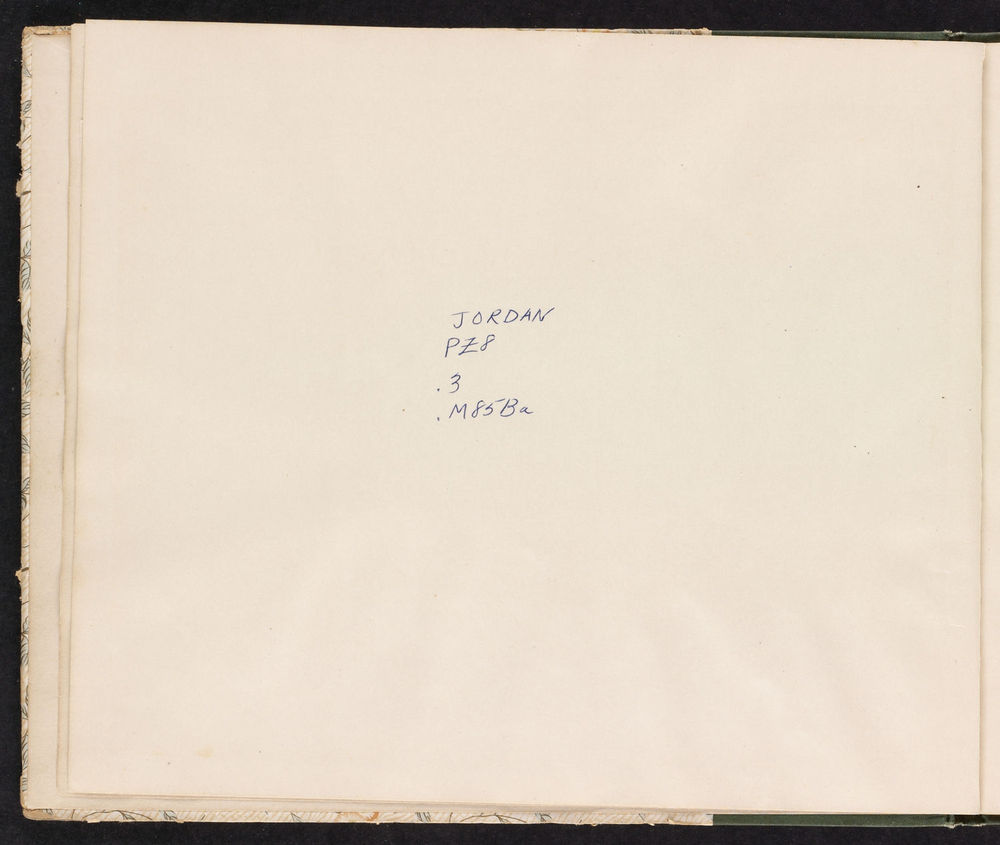 JORDAN
PZ8
.3
.M85Ba